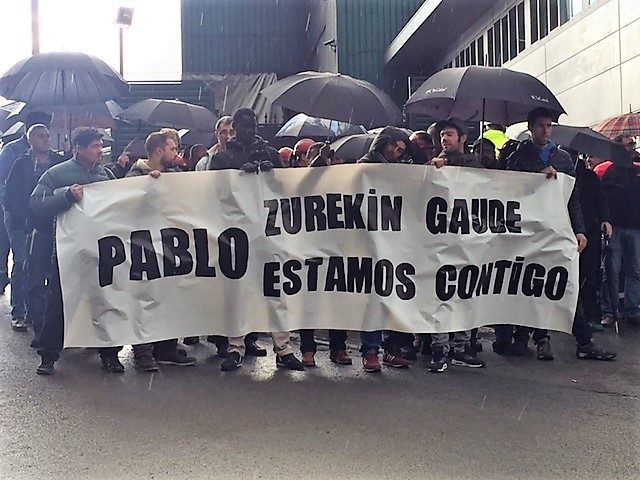 PABLO
ZUREKiN GAUDE
ESTAMOS CONTiGO